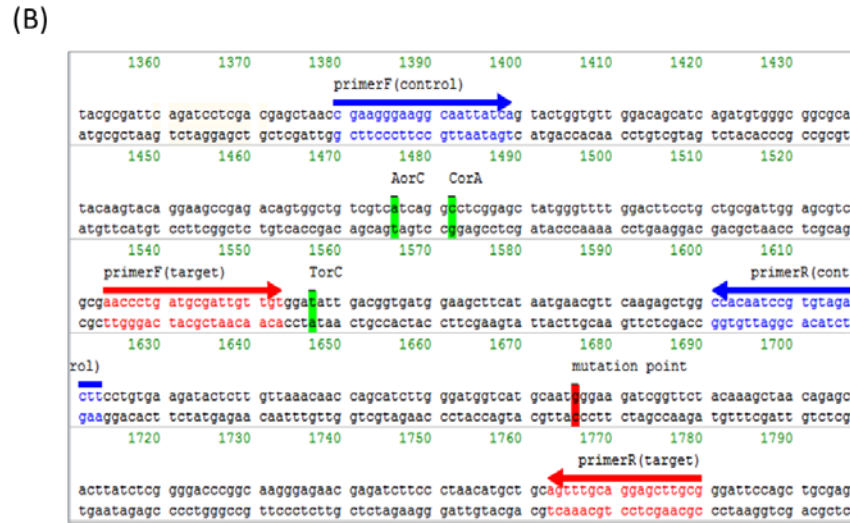 (B)
1360 1370 1380 1390 1400 1410 1420 1430
primerF(control)
tacgcgattc agatcctcga cgagctaacc cgaagggaagg caattatcag tactggtgtt ggacagcatc agatgtgggc ggcgca
atgcgctaag tctaggagct gctcgattgg gcttcccttccg gttaatagtc atgaccacaa cctgtcgtag tctacacccg ccgcgt
1450 1460 1470 1480 1490 1500 1510 1520
AorC CorA
tacaagtaca ggaagccgag acagtggctg tcgtcatcag gcctcggagc tatgggtttt ggacttcctg ctgcgattgg agcgtc
atgttcatgt ccttcggctc tgtcaccgac agcagtagtc cggagcctcg atacccaaaa cctgaaggac gacgctaacc tcgcag
1540 1550 1560 1570 1580 1590 1600 1610
primerF(target) TorC primerR(cont
gcgaaccctg atgcgattgt tgtggatatt gacggtgatg gaagcttcat aatgaacgtt caagagctgg ccacaatccg tgtaga
cgcttgggac tacgctaaca acacctataa ctgccactac cttcgaagta ttacttgcaa gttctcgacc ggtgttaggc acatct
1630 1640 1650 1660 1670 1680 1690 1700
rol) mutation point
cttcctgtga agatactctt gttaaacaac cagcatcttg ggatggtcat gcaatgggaa gatcggttct acaaagctaa cagagc
gaaggacact tctatgagaa caatttgttg gtcgtagaac cctaccagta cgttaccctt ctagccaaga tgtttcgatt gtctcg
1720 1730 1740 1750 1760 1770 1780 1790
primerR(target)
acttatctcg gggacccggc aagggagaac gagatcttcc ctaacatgct gcagtttgca ggagcttgcg ggattccagc tgcgag
tgaatagagc ccctgggccg ttccctcttg ctctagaagg gattgtacga cgtcaaacgt cctcgaacgc cctaaggtcg acgctc